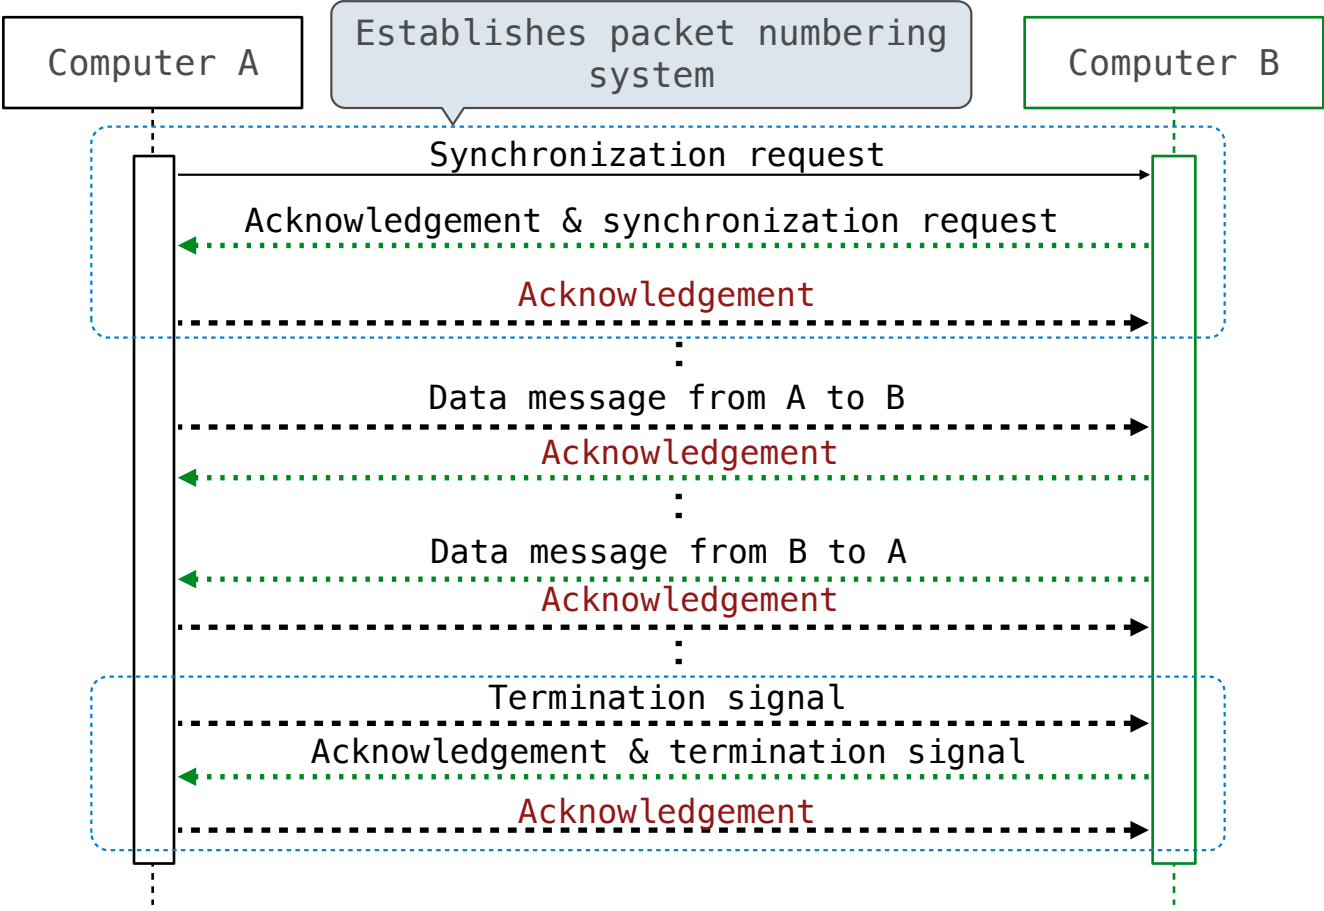 Establishes packet numbering
system
Computer A
Computer B
Synchronization request
Acknowledgement & synchronization request
Acknowledgement
Data message from A to B
Acknowledgement
Data message from B to A
Acknowledgement
Termination signal
Acknowledgement & termination signal
Acknowledgement